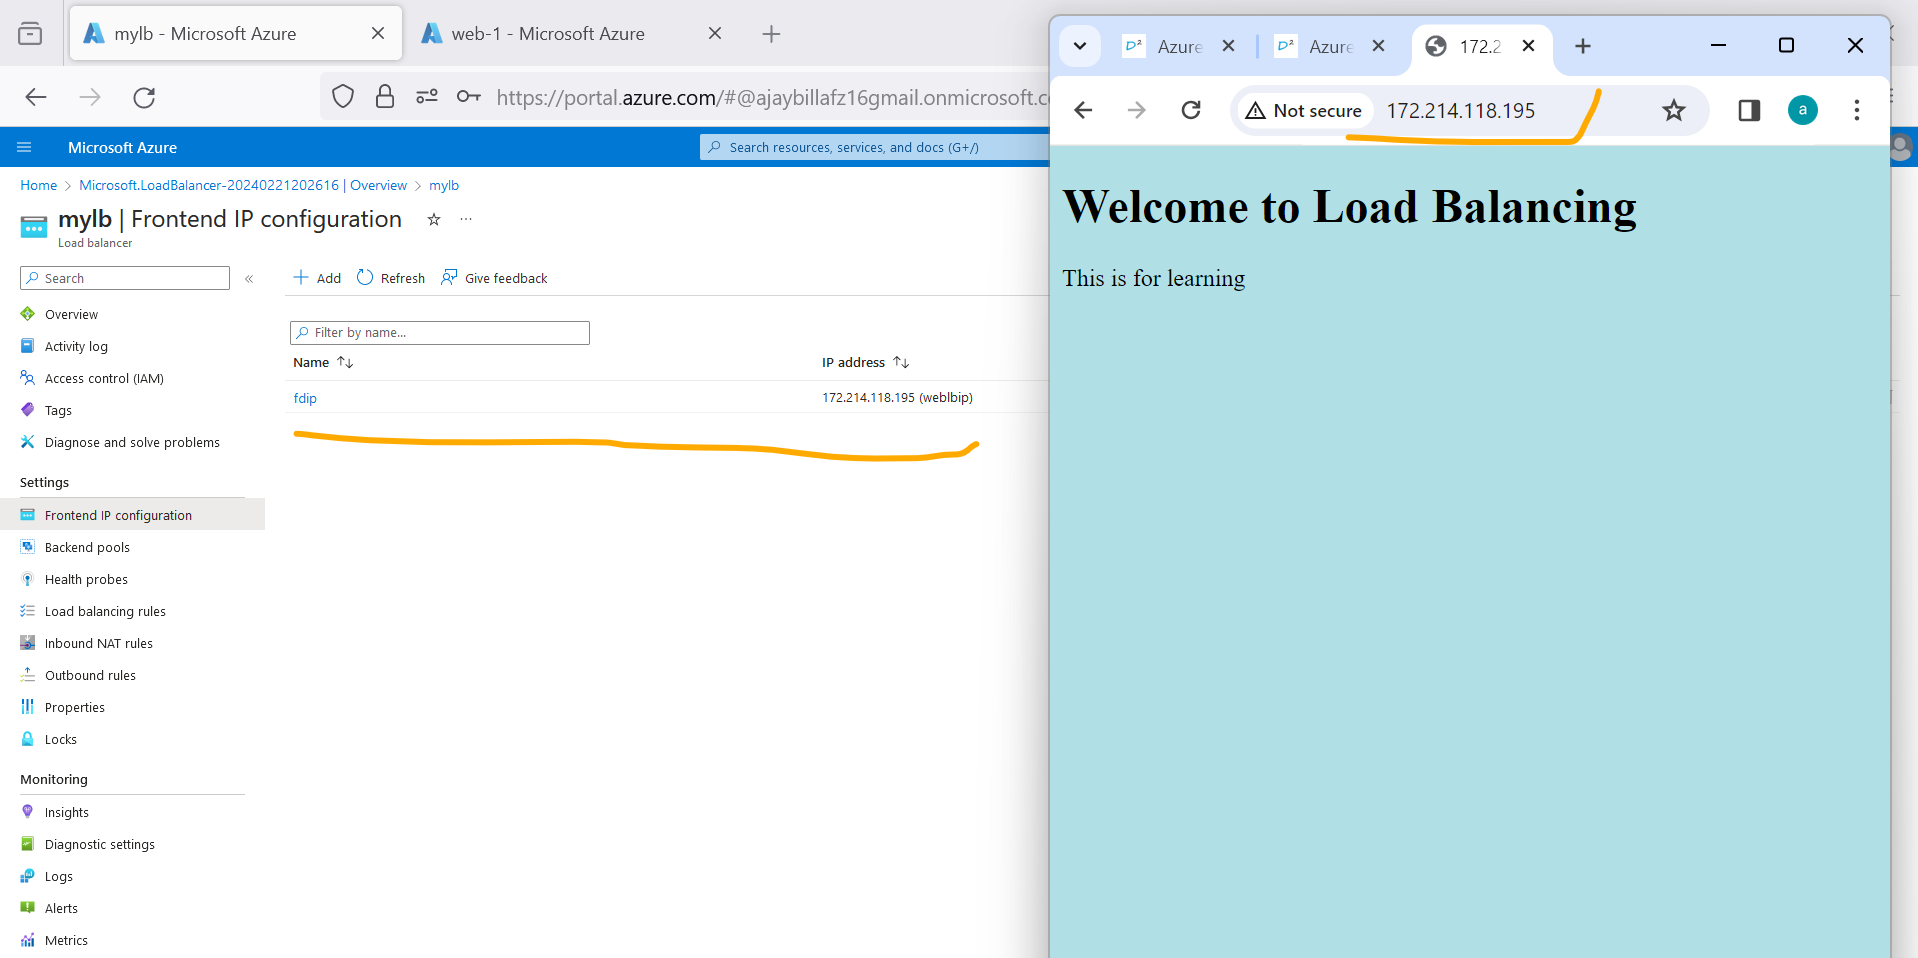 mylb - Microsoft Azure
web-1 - Microsoft Azure
https://portal.azure.com/#@ajaybillafz16gmail.onmicrosoft.c
Microsoft Azure
Search resources, services, and docs (G+/)
Home > Microsoft.LoadBalancer-20240221202616 | Overview > mylb
mylb | Frontend IP configuration
Load balancer
Search
Add
Refresh
Give feedback
Overview
Activity log
Access control (IAM)
Tags
Diagnose and solve problems
Settings
Frontend IP configuration
Backend pools
Health probes
Load balancing rules
Inbound NAT rules
Outbound rules
Properties
Locks
Monitoring
Insights
Diagnostic settings
Logs
Alerts
Metrics
Filter by name...
Name
IP address
fdip
172.214.118.195 (weblbip)
D² Azure
D² Azure
172.2
Not secure
172.214.118.195
a
Welcome to Load Balancing
This is for learning